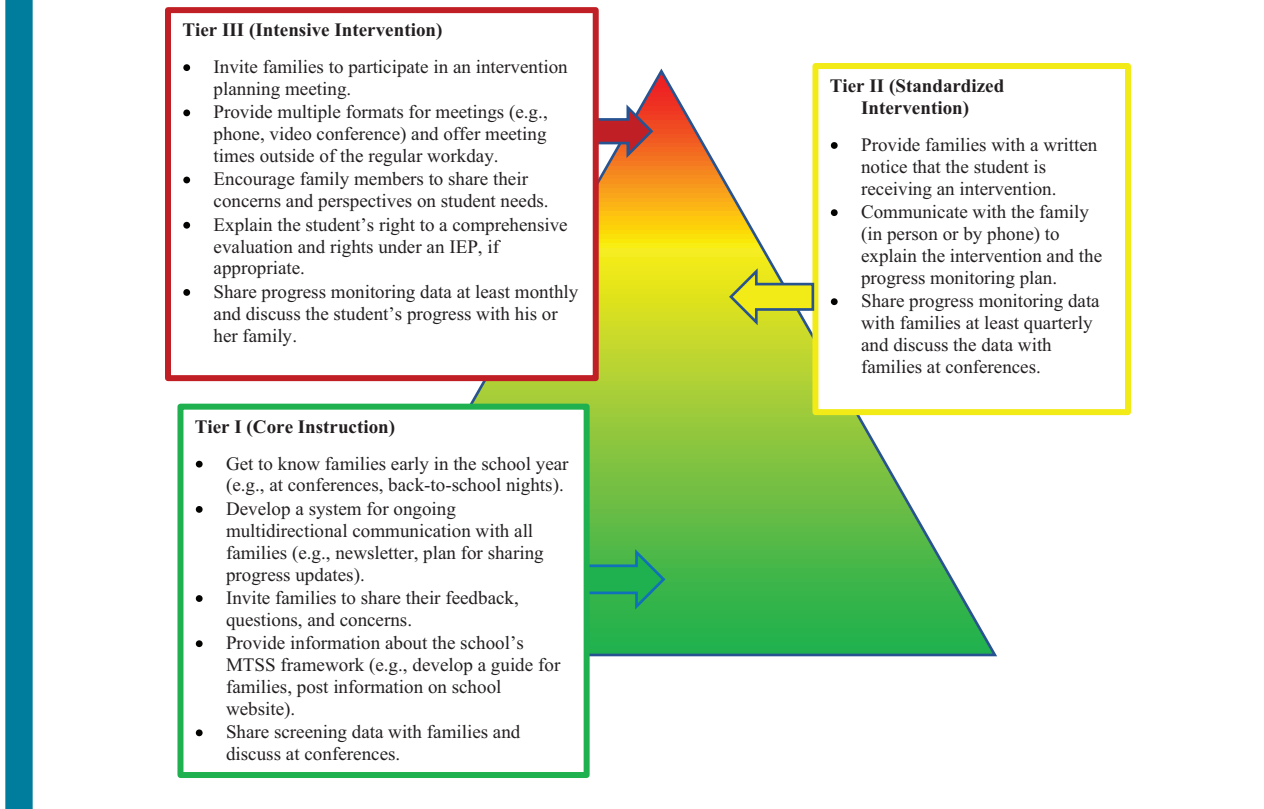 Tier III (Intensive Intervention)
• Invite families to participate in an intervention
planning meeting.
• Provide multiple formats for meetings (e.g.,
phone, video conference) and offer meeting
times outside of the regular workday.
• Encourage family members to share their
concerns and perspectives on student needs.
• Explain the student’s right to a comprehensive
evaluation and rights under an IEP, if
appropriate.
• Share progress monitoring data at least monthly
and discuss the student’s progress with his or
her family.
Tier II (Standardized
Intervention)
• Provide families with a written
notice that the student is
receiving an intervention.
• Communicate with the family
(in person or by phone) to
explain the intervention and the
progress monitoring plan.
• Share progress monitoring data
with families at least quarterly
and discuss the data with
families at conferences.
Tier I (Core Instruction)
• Get to know families early in the school year
(e.g., at conferences, back-to-school nights).
• Develop a system for ongoing
multidirectional communication with all
families (e.g., newsletter, plan for sharing
progress updates).
• Invite families to share their feedback,
questions, and concerns.
• Provide information about the school’s
MTSS framework (e.g., develop a guide for
families, post information on school
website).
• Share screening data with families and
discuss at conferences.